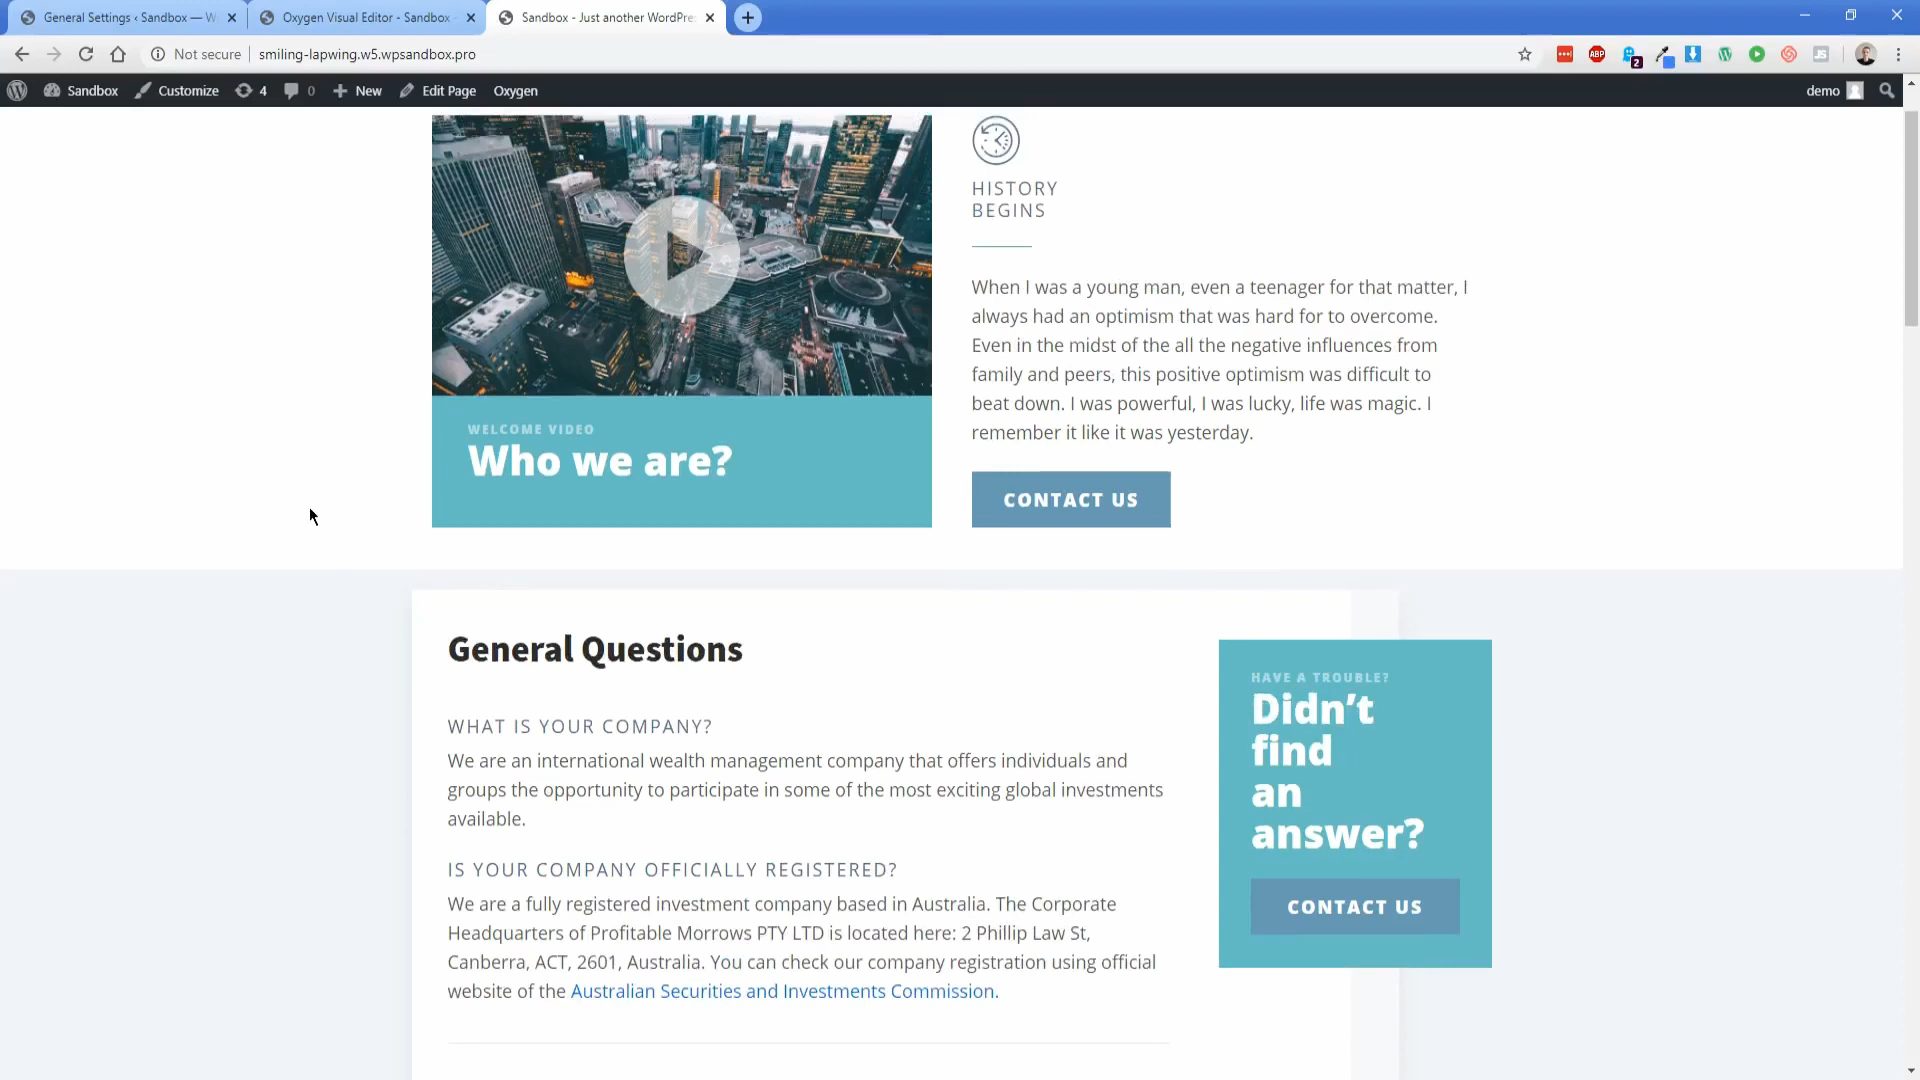 General Settings ‹ Sandbox — W
Oxygen Visual Editor - Sandbox
Sandbox - Just another WordPre
Not secure
smiling-lapwing.w5.wpsandbox.pro
ABP
2
JS
Sandbox
Customize
4
0
New
Edit Page
Oxygen
demo
HISTORY
BEGINS
When I was a young man, even a teenager for that matter, I
always had an optimism that was hard for to overcome.
Even in the midst of the all the negative influences from
family and peers, this positive optimism was difficult to
beat down. I was powerful, I was lucky, life was magic. I
remember it like it was yesterday.
CONTACT US
WELCOME VIDEO
Who we are?
General Questions
WHAT IS YOUR COMPANY?
We are an international wealth management company that offers individuals and
groups the opportunity to participate in some of the most exciting global investments
available.
IS YOUR COMPANY OFFICIALLY REGISTERED?
We are a fully registered investment company based in Australia. The Corporate
Headquarters of Profitable Morrows PTY LTD is located here: 2 Phillip Law St,
Canberra, ACT, 2601, Australia. You can check our company registration using official
website of the Australian Securities and Investments Commission.
HAVE A TROUBLE?
Didn’t
find
an
answer?
CONTACT US